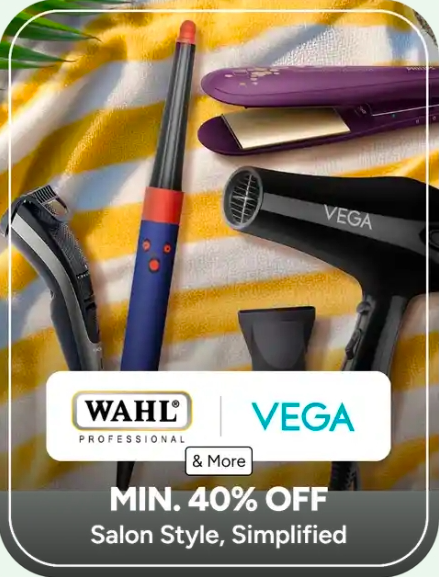 VEGA
WAHL®
PROFESSIONAL
VEGA
& More
MIN. 40% OFF
Salon Style, Simplified